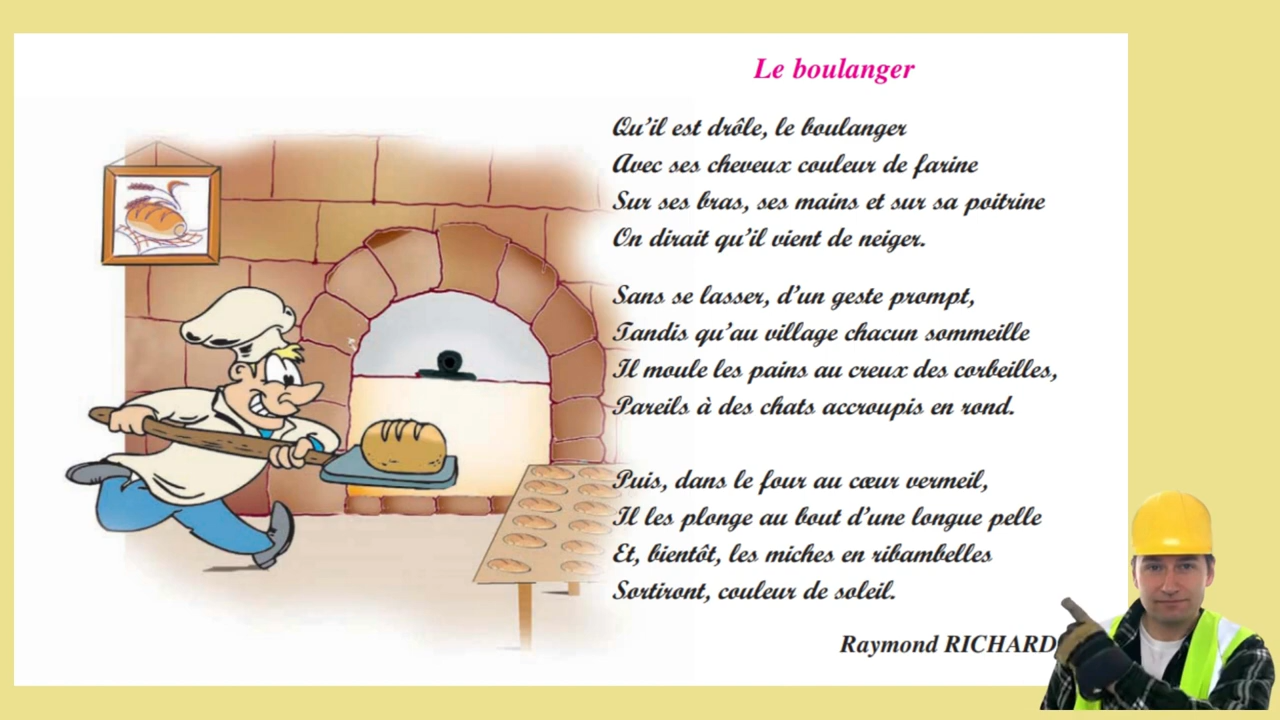 Le boulanger
Qu'il est drôle, le boulanger
Avec ses cheveux couleur de farine
Sur ses bras, ses mains et sur sa poitrine
On dirait qu'il vient de neiger.
Sans se lasser, d'un geste prompt,
Tandis qu'au village chacun sommeille
Il moule les pains au creux des corbeilles,
Pareils à des chats accroupis en rond.
Puis, dans le four au cœur vermeil,
Il les plonge au bout d'une longue pelle
Et, bientôt, les miches en ribambelles
Sortiront, couleur de soleil.
Raymond RICHARD